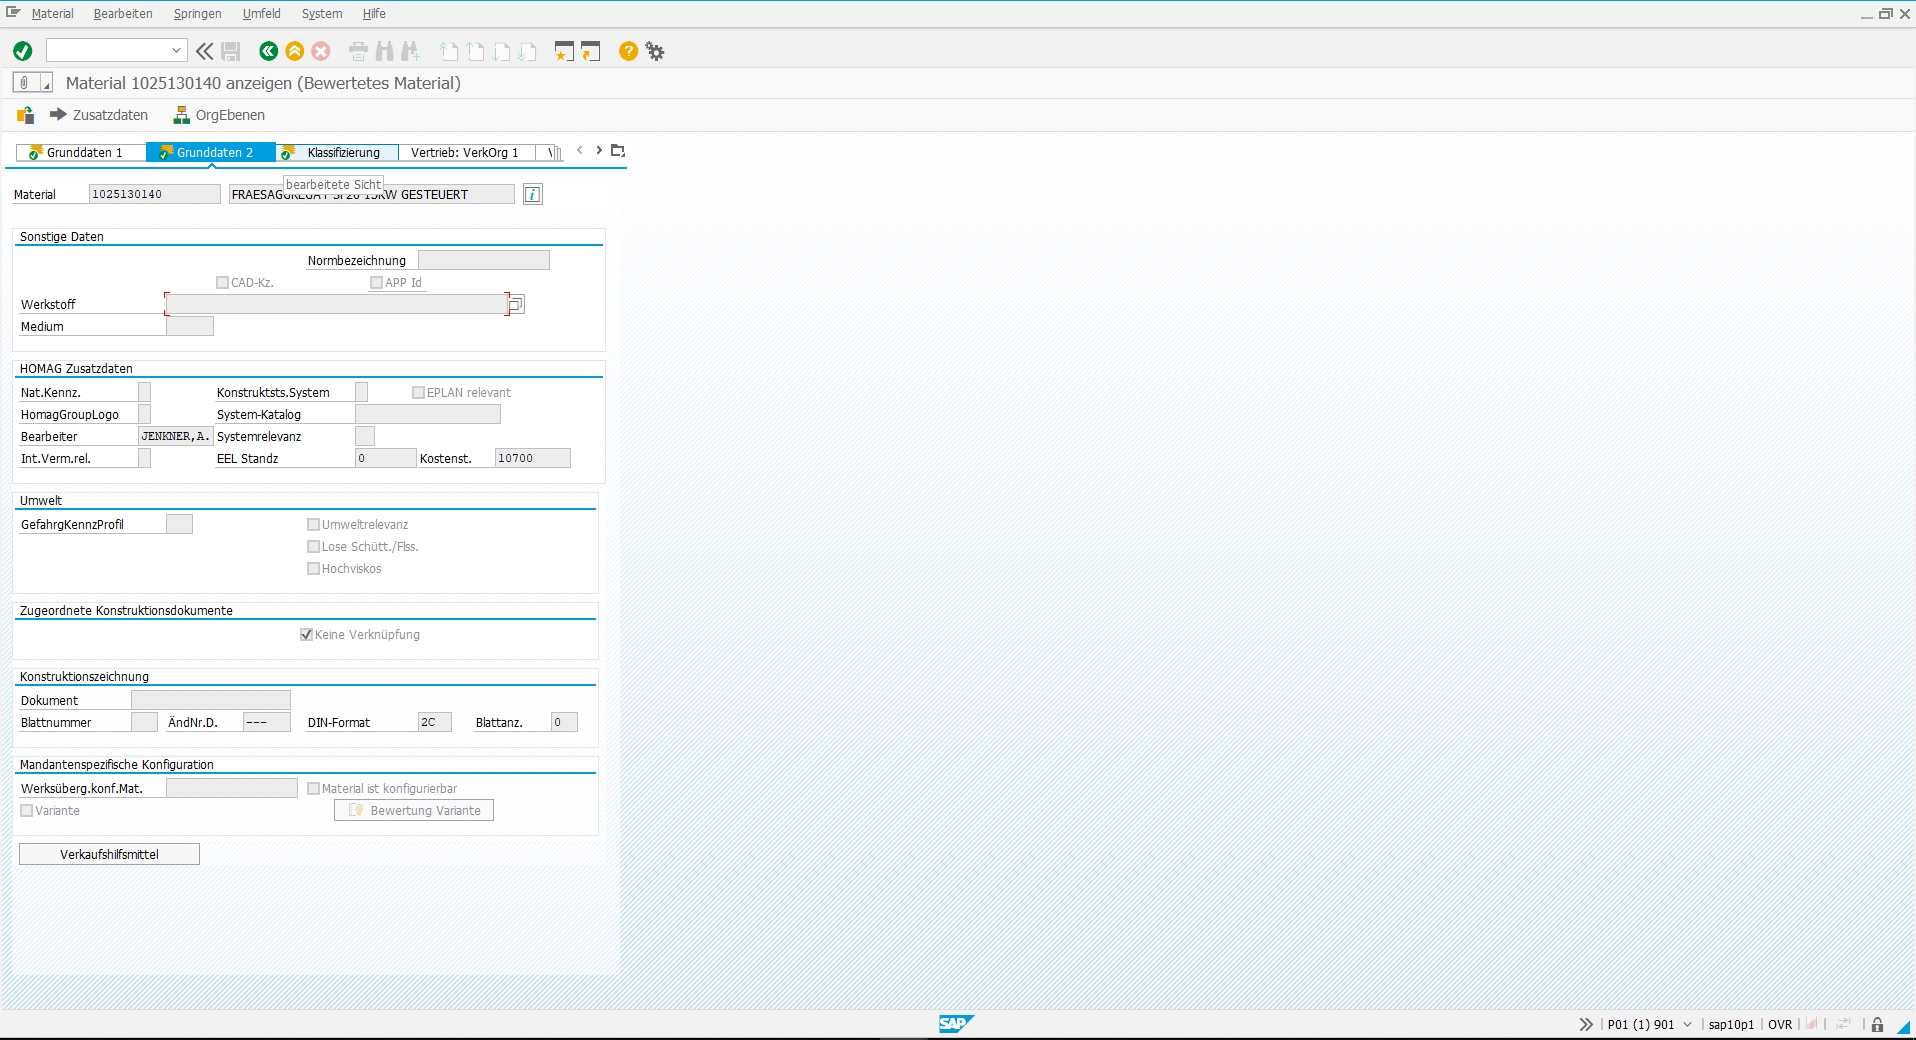 Material Bearbeiten Springen Umfeld System Hilfe
Material 1025130140 anzeigen (Bewertetes Material)
Zusatzdaten OrgEbenen
Grunddaten 1 Grunddaten 2 Klassifizierung Vertrieb: VerkOrg 1
bearbeitete Sicht
Material 1025130140 GESTEUERT
Sonstige Daten
Normbezeichnung
CAD-Kz. APP Id
Werkstoff
Medium
HOMAG Zusatzdaten
Nat.Kennz. Konstruktsts.System EPLAN relevant
HomagGroupLogo System-Katalog
Bearbeiter JENKNER,A. Systemrelevanz
Int.Verm.rel. EEL Standz 0 Kostenst. 10700
Umwelt
GefahrgKennzProfil Umweltrelevanz
Lose Schütt./Flss.
Hochviskos
Zugeordnete Konstruktionsdokumente
Keine Verknüpfung
Konstruktionszeichnung
Dokument
Blattnummer ÄndNr.D. --- DIN-Format 2C Blattanz. 0
Mandantenspezifische Konfiguration
Werksüberg.konf.Mat. Material ist konfigurierbar
Variante Bewertung Variante
Verkaufshilfsmittel
SAP P01 (1) 901 sap10p1 OVR